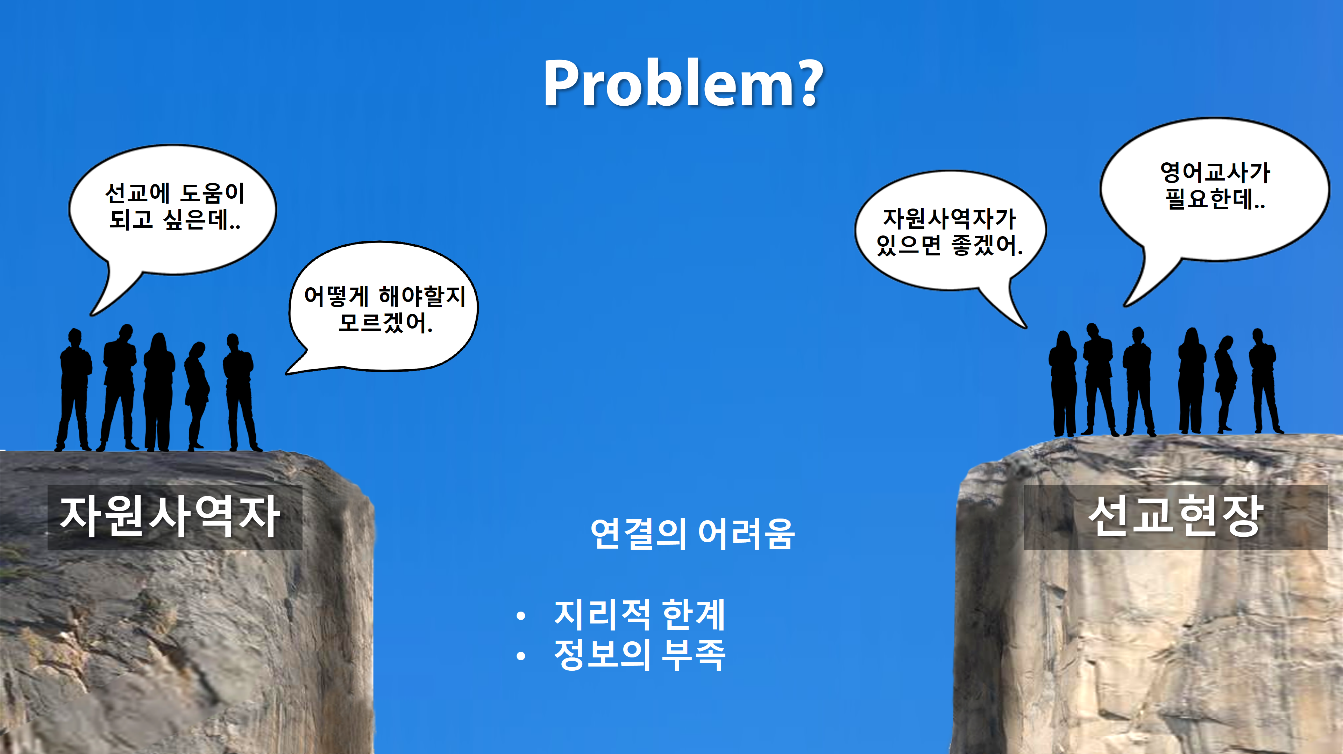 Problem?
선교에 도움이
되고 싶은데..
어떻게 해야할지
모르겠어.
자원사역자가
있으면 좋겠어.
영어교사가
필요한데..
자원사역자
선교현장
연결의 어려움
• 지리적 한계
• 정보의 부족